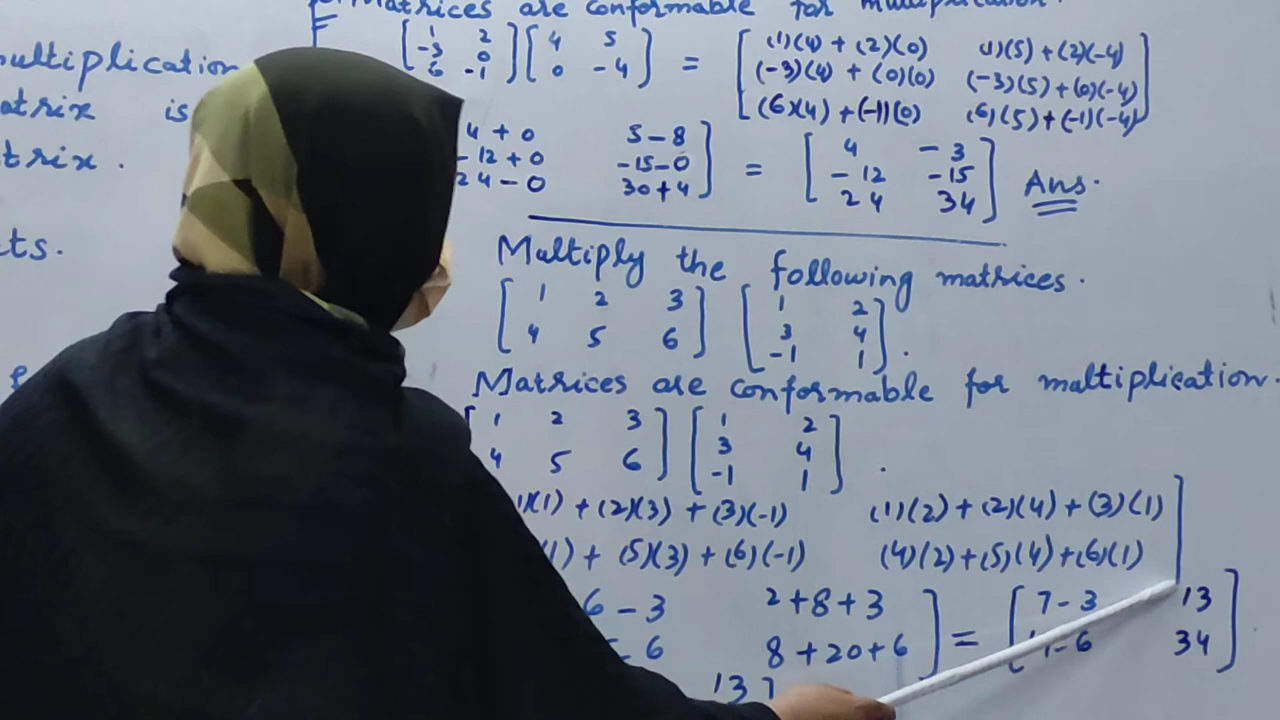 Matrices are conformable for multiplication.
multiplication
matrix is
matrix.
[1 2] [4 5] = [(1)(4) + (2)(0) (1)(5) + (2)(-4)]
[-3 0] [0 -4] [(-3)(4) + (0)(0) (-3)(5) + (0)(-4)]
[6 -1] [(6)(4) + (-1)(0) (6)(5) + (-1)(-4)]
4 + 0 5 - 8] = [4 -3]
-12 + 0 -15 - 0] [-12 -15] Ans.
24 - 0 30 + 4] [24 34]
Multiply the following matrices.
[1 2 3] [1 2]
[4 5 6] [3 4]
[-1 1].
Matrices are conformable for multiplication.
[1 2 3] [1 2]
4 5 6] [3 4]
[-1 1].
(1) + (2)(3) + (3)(-1) (1)(2) + (2)(4) + (3)(1)]
(1) + (5)(3) + (6)(-1) (4)(2) + (5)(4) + (6)(1)]
6 - 3 2 + 8 + 3] = [7 - 3 13]
- 6 8 + 20 + 6] [- 6 34]
13]